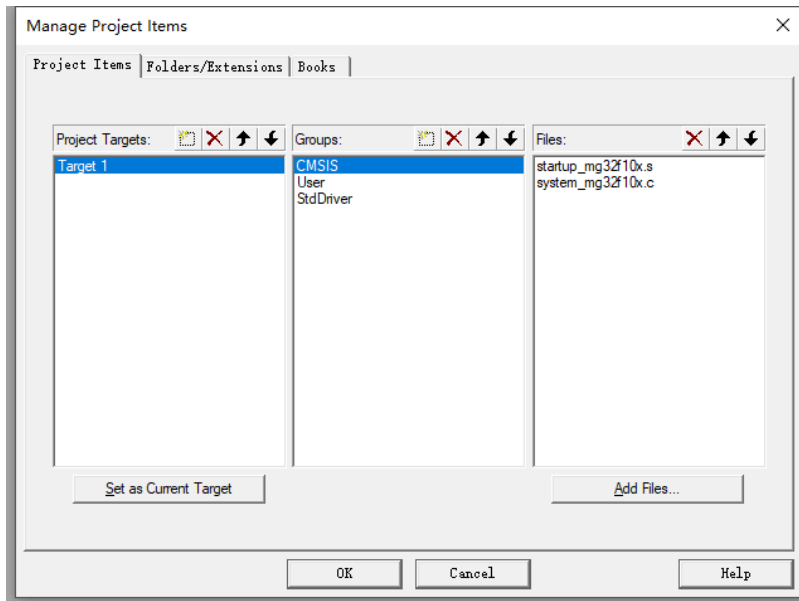 Manage Project Items
Project Items Folders/Extensions Books
Project Targets: Groups: Files:
Target 1 CMSIS startup_mg32f10x.s
User system_mg32f10x.c
StdDriver
Set as Current Target Add Files...
OK Cancel Help